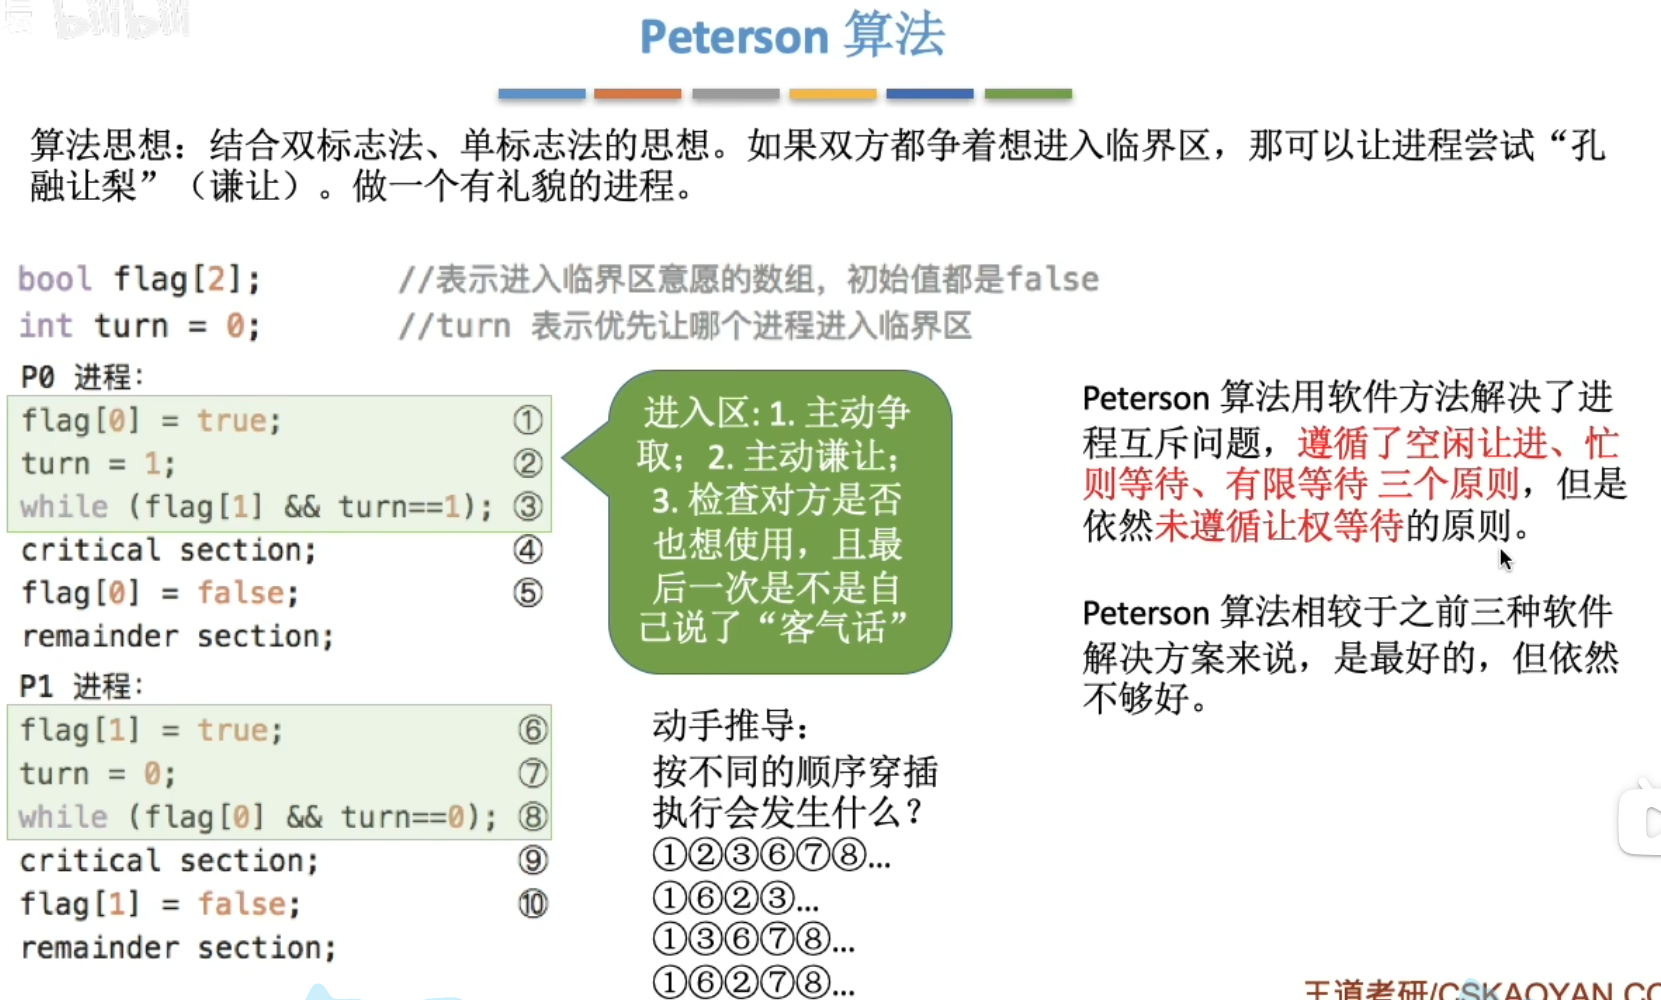 bilibili
Peterson 算法
算法思想：结合双标志法、单标志法的思想。如果双方都争着想进入临界区，那可以让进程尝试“孔
融让梨”（谦让）。做一个有礼貌的进程。
bool flag[2]; //表示进入临界区意愿的数组，初始值都是false
int turn = 0; //turn 表示优先让哪个进程进入临界区
P0 进程：
flag[0] = true; ①
turn = 1; ②
while (flag[1] && turn==1); ③
critical section; ④
flag[0] = false; ⑤
remainder section;
P1 进程：
flag[1] = true; ⑥
turn = 0; ⑦
while (flag[0] && turn==0); ⑧
critical section; ⑨
flag[1] = false; ⑩
remainder section;
进入区：1. 主动争
取；2. 主动谦让；
3. 检查对方是否
也想使用，且最
后一次是不是自
己说了“客气话”
动手推导：
按不同的顺序穿插
执行会发生什么？
①②③⑥⑦⑧...
①⑥②③...
①③⑥⑦⑧...
①⑥②⑦⑧...
Peterson 算法用软件方法解决了进
程互斥问题，遵循了空闲让进、忙
则等待、有限等待 三个原则，但是
依然未遵循让权等待的原则。
Peterson 算法相较于之前三种软件
解决方案来说，是最好的，但依然
不够好。
王道考研/CSKAOYAN.CO